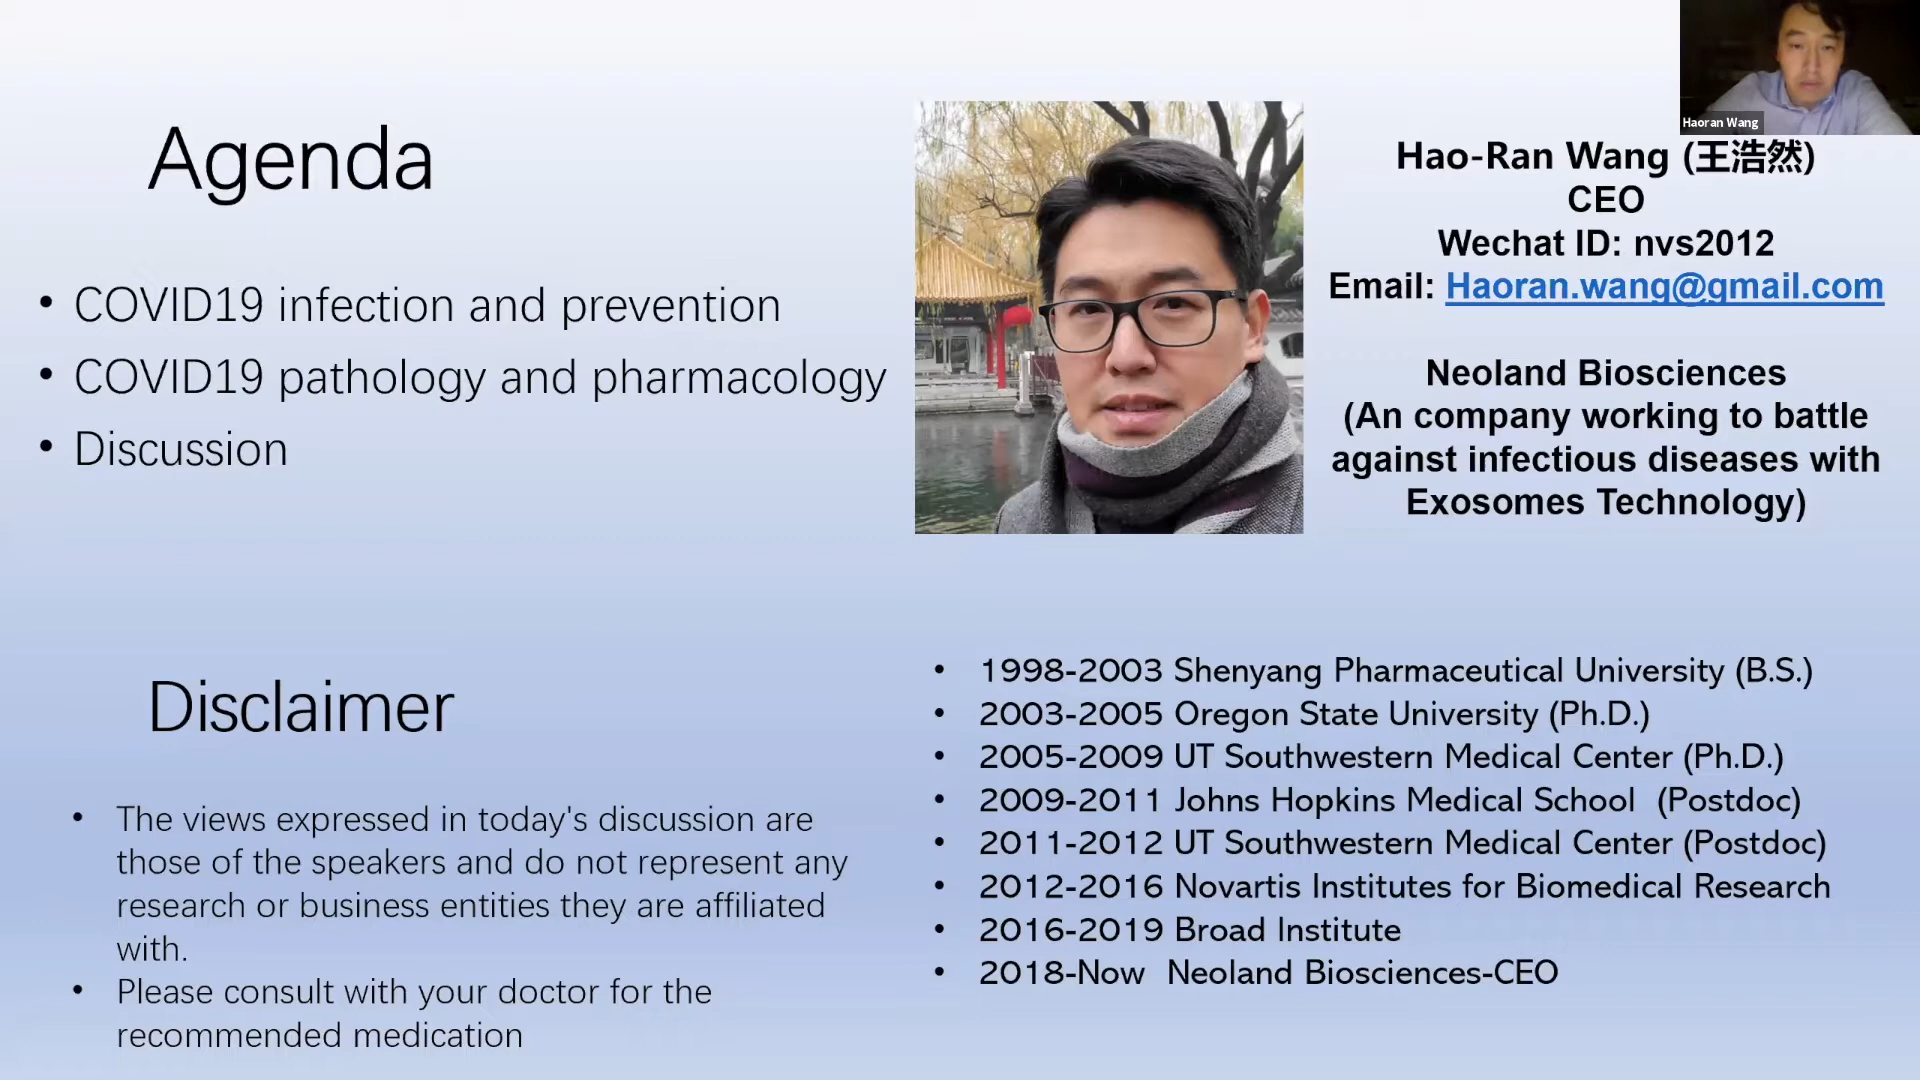 Haoran Wang
Agenda
• COVID19 infection and prevention
• COVID19 pathology and pharmacology
• Discussion
Hao-Ran Wang (王浩然)
CEO
Wechat ID: nvs2012
Email: Haoran.wang@gmail.com
Neoland Biosciences
(An company working to battle
against infectious diseases with
Exosomes Technology)
Disclaimer
• The views expressed in today's discussion are
those of the speakers and do not represent any
research or business entities they are affiliated
with.
• Please consult with your doctor for the
recommended medication
• 1998-2003 Shenyang Pharmaceutical University (B.S.)
• 2003-2005 Oregon State University (Ph.D.)
• 2005-2009 UT Southwestern Medical Center (Ph.D.)
• 2009-2011 Johns Hopkins Medical School (Postdoc)
• 2011-2012 UT Southwestern Medical Center (Postdoc)
• 2012-2016 Novartis Institutes for Biomedical Research
• 2016-2019 Broad Institute
• 2018-Now Neoland Biosciences-CEO